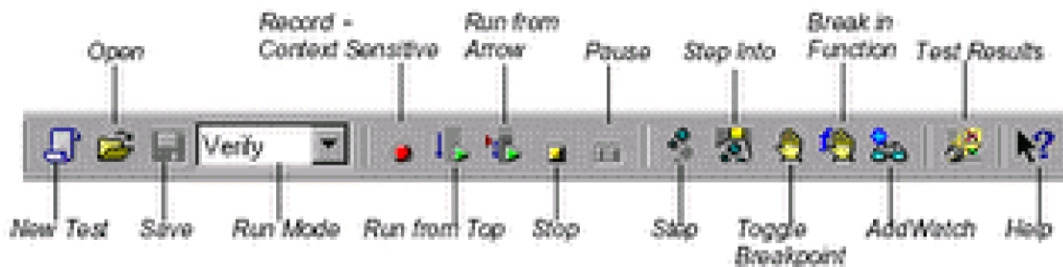 Record -
Context Sensitive
Run from
Arrow
Break in
Function
Open
Pause
Step Into
Test Results
Verify
New Test
Save
Run Mode
Run from Top
Stop
Step
Toggle
Breakpoint
Add Watch
Help